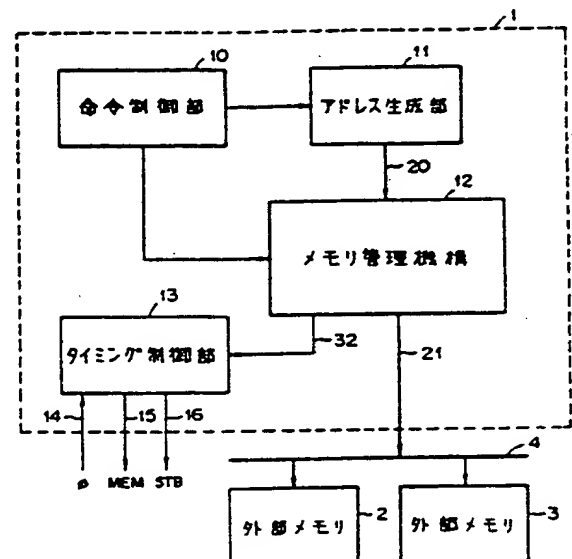 1
10
命令制御部
11
アドレス生成部
20
12
メモリ管理機構
13
タイミング制御部
32
21
14
15
16
φ
MEM
STB
4
外部メモリ
2
外部メモリ
3